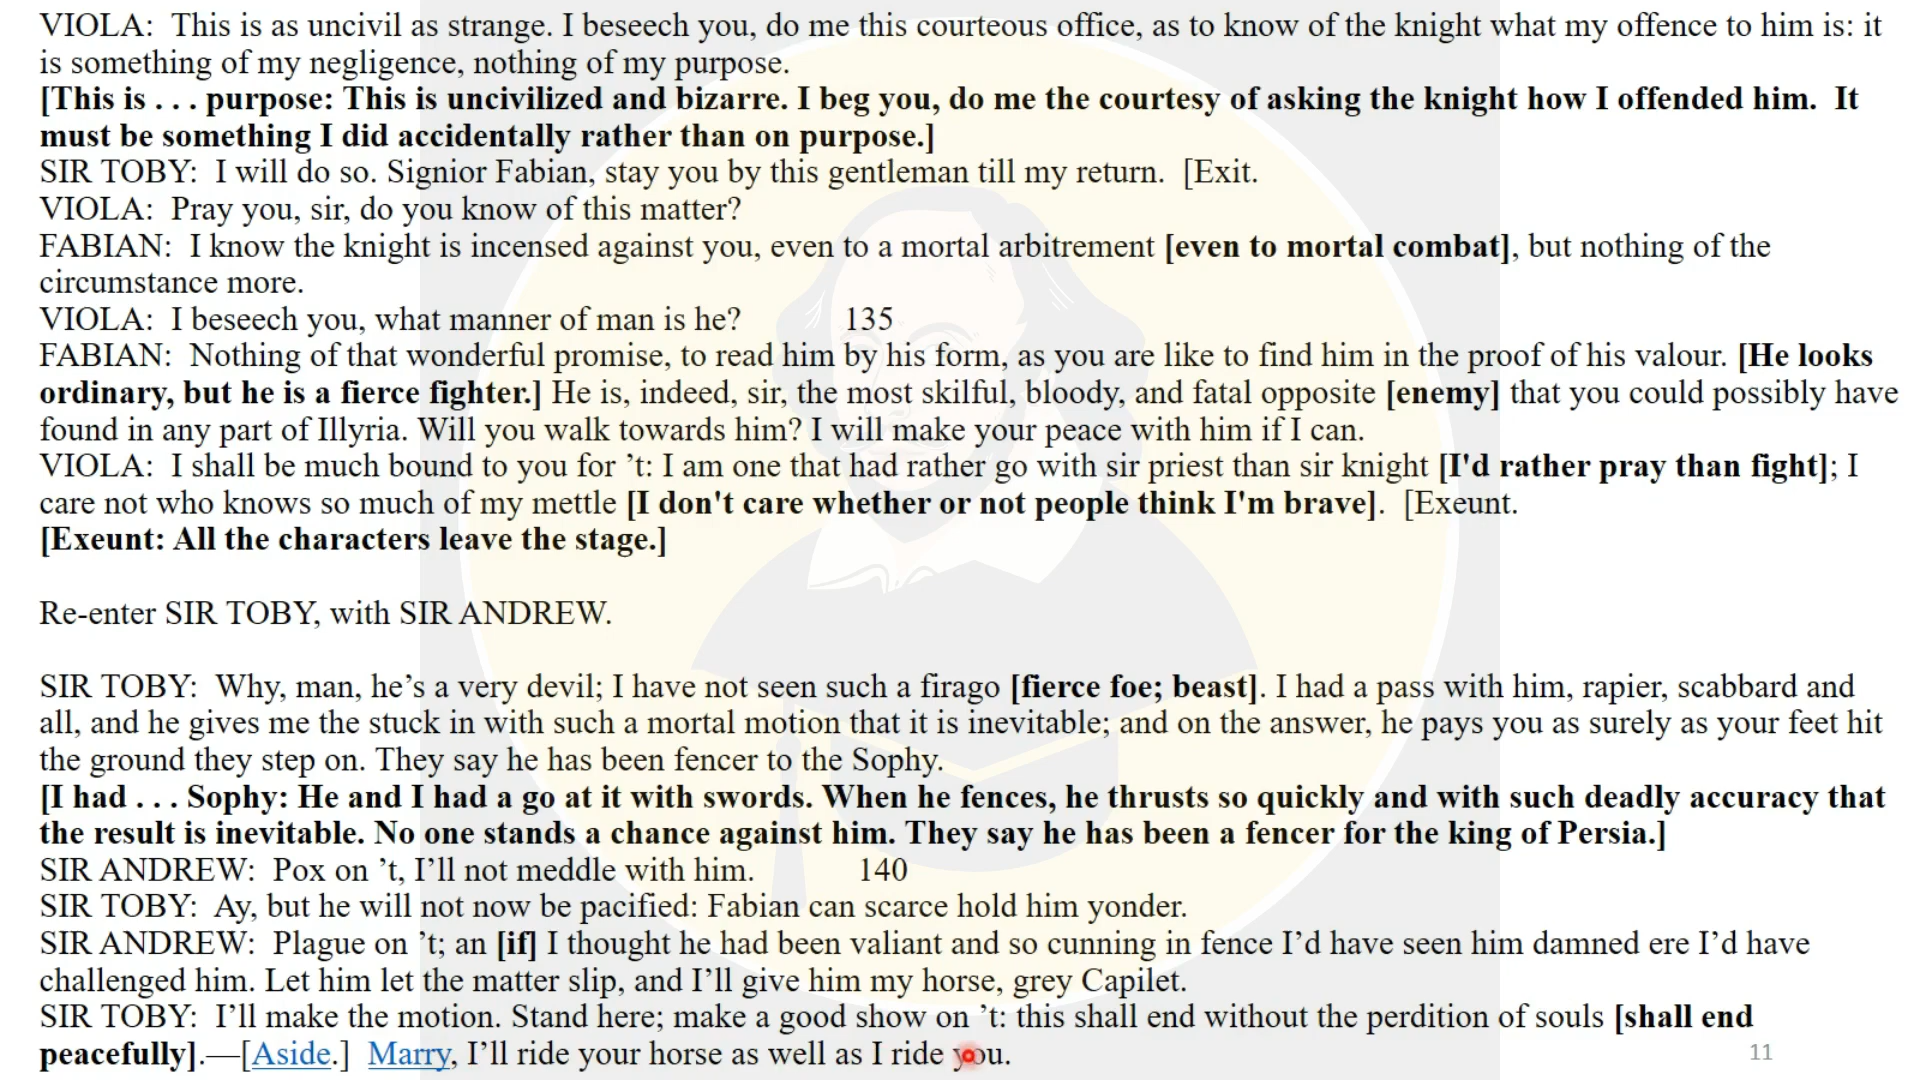 VIOLA:  This is as uncivil as strange. I beseech you, do me this courteous office, as to know of the knight what my offence to him is: it
is something of my negligence, nothing of my purpose.
[This is . . . purpose: This is uncivilized and bizarre. I beg you, do me the courtesy of asking the knight how I offended him.  It
must be something I did accidentally rather than on purpose.]
SIR TOBY:  I will do so. Signior Fabian, stay you by this gentleman till my return.  [Exit.
VIOLA:  Pray you, sir, do you know of this matter?
FABIAN:  I know the knight is incensed against you, even to a mortal arbitrement [even to mortal combat], but nothing of the
circumstance more.
VIOLA:  I beseech you, what manner of man is he?          135
FABIAN:  Nothing of that wonderful promise, to read him by his form, as you are like to find him in the proof of his valour. [He looks
ordinary, but he is a fierce fighter.] He is, indeed, sir, the most skilful, bloody, and fatal opposite [enemy] that you could possibly have
found in any part of Illyria. Will you walk towards him? I will make your peace with him if I can.
VIOLA:  I shall be much bound to you for ’t: I am one that had rather go with sir priest than sir knight [I'd rather pray than fight]; I
care not who knows so much of my mettle [I don't care whether or not people think I'm brave].  [Exeunt.
[Exeunt: All the characters leave the stage.]
Re-enter SIR TOBY, with SIR ANDREW.
SIR TOBY:  Why, man, he’s a very devil; I have not seen such a firago [fierce foe; beast]. I had a pass with him, rapier, scabbard and
all, and he gives me the stuck in with such a mortal motion that it is inevitable; and on the answer, he pays you as surely as your feet hit
the ground they step on. They say he has been fencer to the Sophy.
[I had . . . Sophy: He and I had a go at it with swords. When he fences, he thrusts so quickly and with such deadly accuracy that
the result is inevitable. No one stands a chance against him. They say he has been a fencer for the king of Persia.]
SIR ANDREW:  Pox on ’t, I’ll not meddle with him.          140
SIR TOBY:  Ay, but he will not now be pacified: Fabian can scarce hold him yonder.
SIR ANDREW:  Plague on ’t; an [if] I thought he had been valiant and so cunning in fence I’d have seen him damned ere I’d have
challenged him. Let him let the matter slip, and I’ll give him my horse, grey Capilet.
SIR TOBY:  I’ll make the motion. Stand here; make a good show on ’t: this shall end without the perdition of souls [shall end
peacefully].—[Aside.]  Marry, I’ll ride your horse as well as I ride you.
11